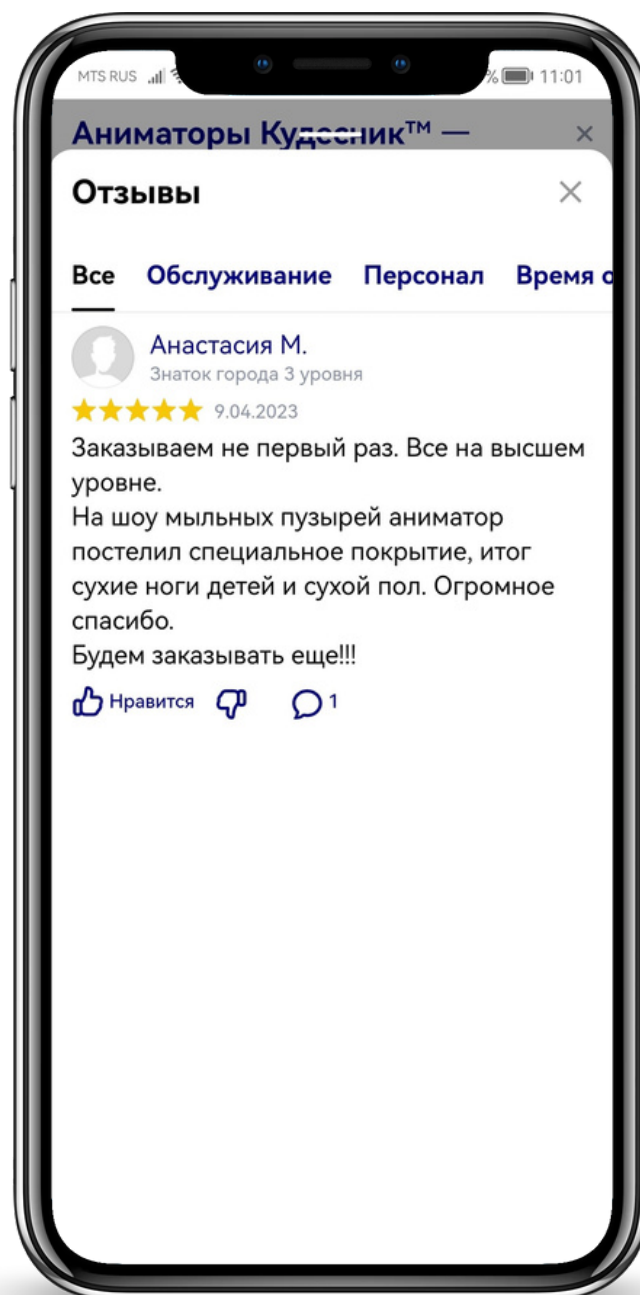 MTS RUS % 11:01
Аниматоры Кудесник™ —
Отзывы
Все Обслуживание Персонал Время
Анастасия М.
Знаток города 3 уровня
9.04.2023
Заказываем не первый раз. Все на высшем
уровне.
На шоу мыльных пузырей аниматор
постелил специальное покрытие, итог
сухие ноги детей и сухой пол. Огромное
спасибо.
Будем заказывать еще!!!
Нравится 1